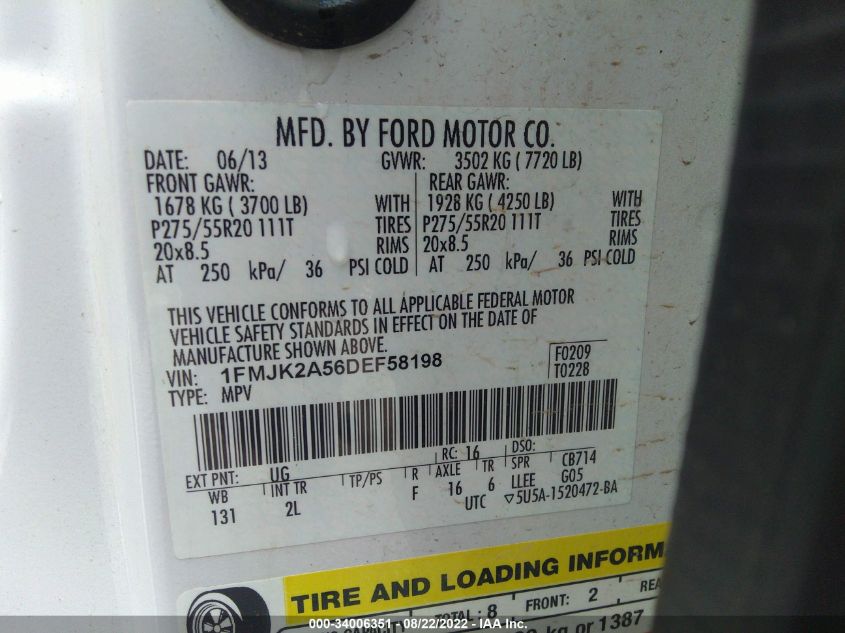 MFD. BY FORD MOTOR CO.
DATE: 06/13 GVWR: 3502 KG ( 7720 LB)
FRONT GAWR: REAR GAWR:
1678 KG ( 3700 LB) WITH 1928 KG ( 4250 LB) WITH
P275/55R20 111T TIRES P275/55R20 111T TIRES
20x8.5 RIMS 20x8.5 RIMS
AT 250 kPa/ 36 PSI COLD AT 250 kPa/ 36 PSI COLD
THIS VEHICLE CONFORMS TO ALL APPLICABLE FEDERAL MOTOR
VEHICLE SAFETY STANDARDS IN EFFECT ON THE DATE OF
MANUFACTURE SHOWN ABOVE.
VIN: 1FMJK2A56DEF58198 F0209
TYPE: MPV T0228
EXT PNT: UG RC: 16 DSO:
WB INT TR TP/PS R AXLE TR SPR CB714
131 2L F 16 6 LLEE G05
UTC ▽5U5A-1520472-BA
TIRE AND LOADING INFORM
TOTAL: 8 FRONT: 2 REA
kg or 1387
000-34006351 - 08/22/2022 - IAA Inc.